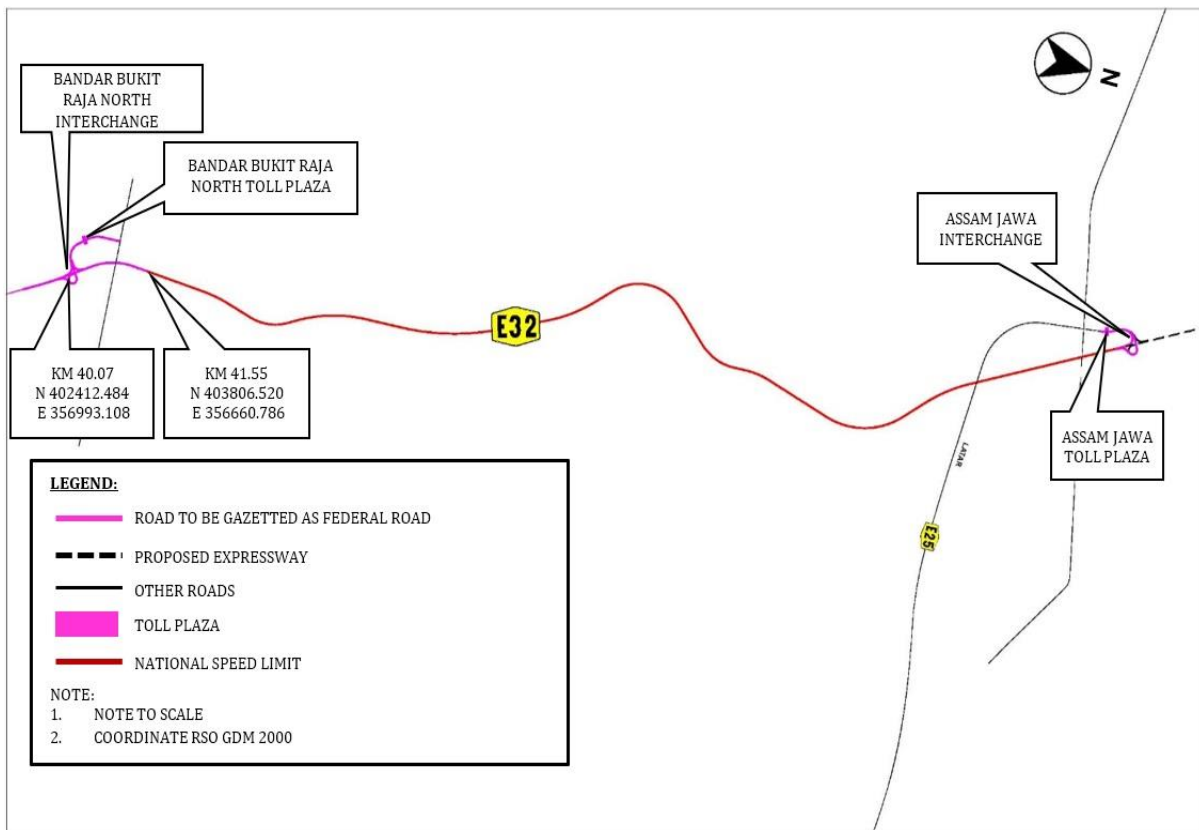 BANDAR BUKIT
RAJA NORTH
INTERCHANGE
BANDAR BUKIT RAJA
NORTH TOLL PLAZA
N
ASSAM JAWA
INTERCHANGE
E32
KM 40.07
N 402412.484
E 356993.108
KM 41.55
N 403806.520
E 356660.786
ASSAM JAWA
TOLL PLAZA
LATAR
E25
LEGEND:
ROAD TO BE GAZETTED AS FEDERAL ROAD
PROPOSED EXPRESSWAY
OTHER ROADS
TOLL PLAZA
NATIONAL SPEED LIMIT
NOTE:
1. NOTE TO SCALE
2. COORDINATE RSO GDM 2000